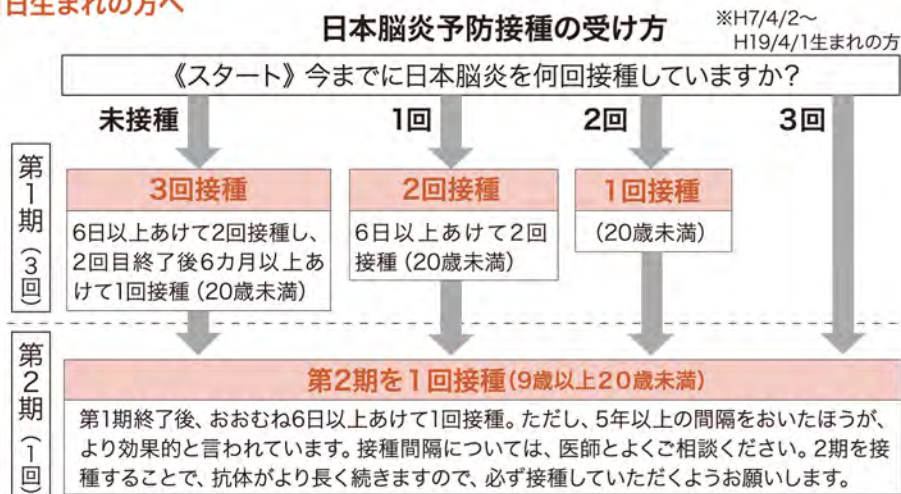 日生まれの方へ
日本脳炎予防接種の受け方
※H7/4/2～
H19/4/1生まれの方
《スタート》今までに日本脳炎を何回接種していますか？
未接種
1回
2回
3回
第1期（3回）
3回接種
6日以上あけて2回接種し、
2回目終了後6カ月以上あ
けて1回接種（20歳未満）
2回接種
6日以上あけて2回
接種（20歳未満）
1回接種
（20歳未満）
第2期（1回）
第2期を1回接種（9歳以上20歳未満）
第1期終了後、おおむね6日以上あけて1回接種。ただし、5年以上の間隔をおいたほうが、
より効果的と言われています。接種間隔については、医師とよくご相談ください。2期を接
種することで、抗体がより長く続きますので、必ず接種していただくようお願いします。